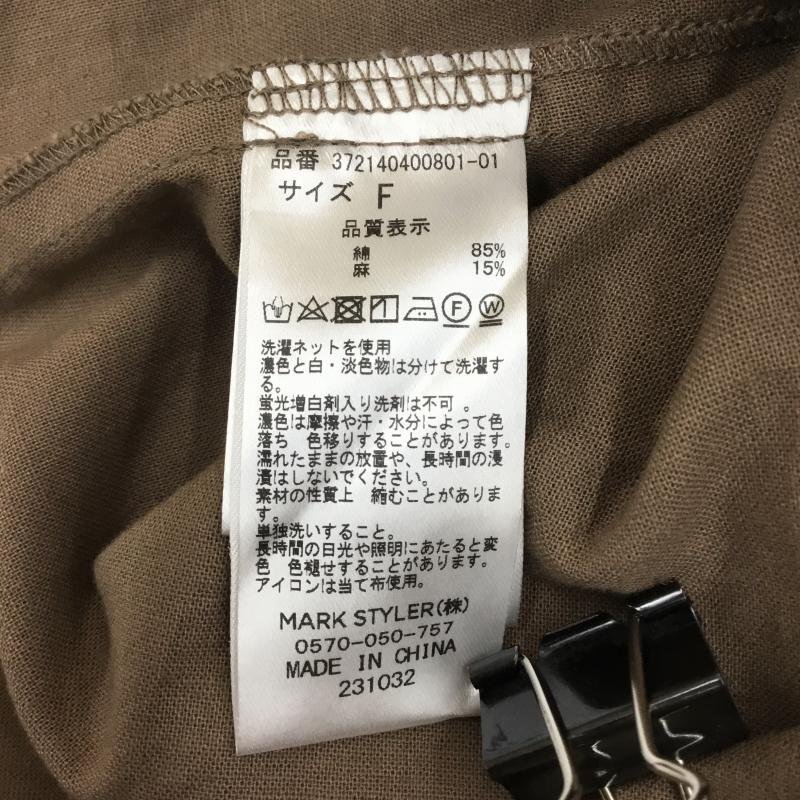 品番 372140400801-01
サイズ F
品質表示
綿 85%
麻 15%
F W
洗濯ネットを使用
濃色と白・淡色物は分けて洗濯す
る。
蛍光増白剤入り洗剤は不可 。
濃色は摩擦や汗・水分によって色
落ち 色移りすることがあります。
濡れたままの放置や、長時間の浸
漬はしないでください。
素材の性質上 縮むことがありま
す。
単独洗いすること。
長時間の日光や照明にあたると変
色 色褪せすることがあります。
アイロンは当て布使用。
MARK STYLER(株)
0570-050-757
MADE IN CHINA
231032